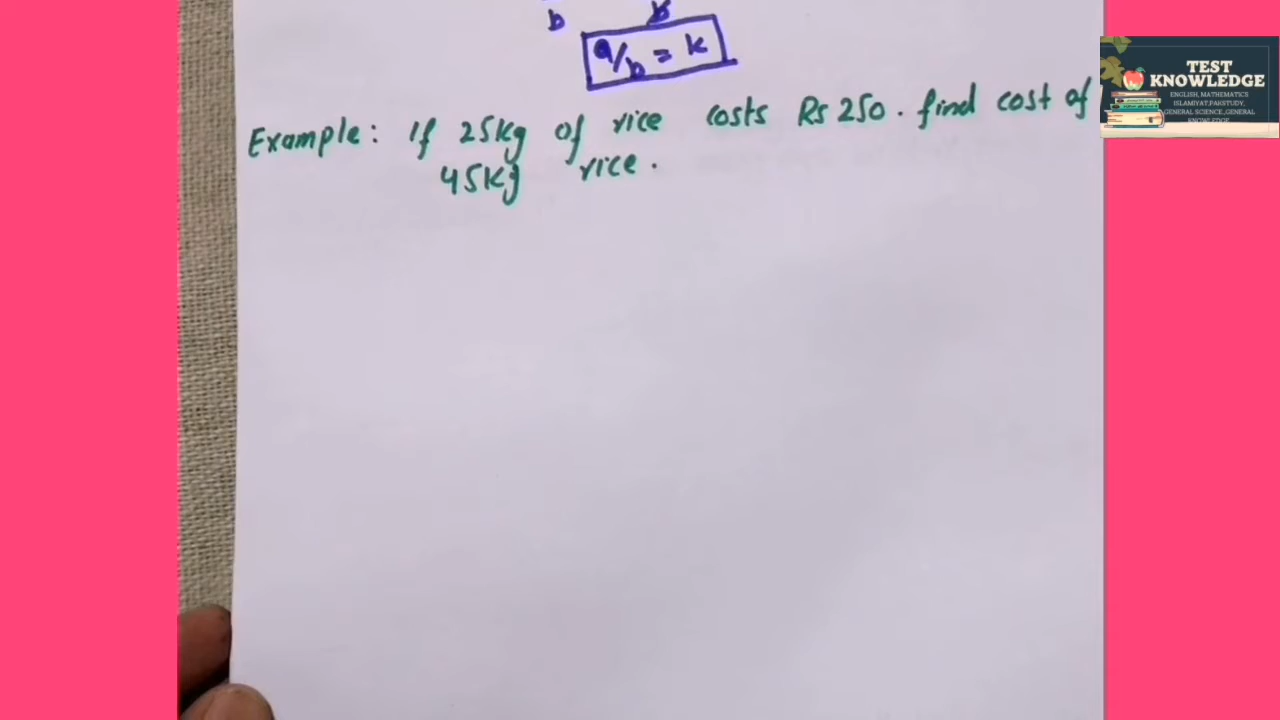 b b
a/b = k
Example: If 25Kg of rice costs Rs 250. find cost of
45Kg rice.
TEST
KNOWLEDGE
ENGLISH, MATHEMATICS
ISLAMIYAT,PAKSTUDY,
GENERAL SCIENCE,,GENERAL
KNOWLEDGE